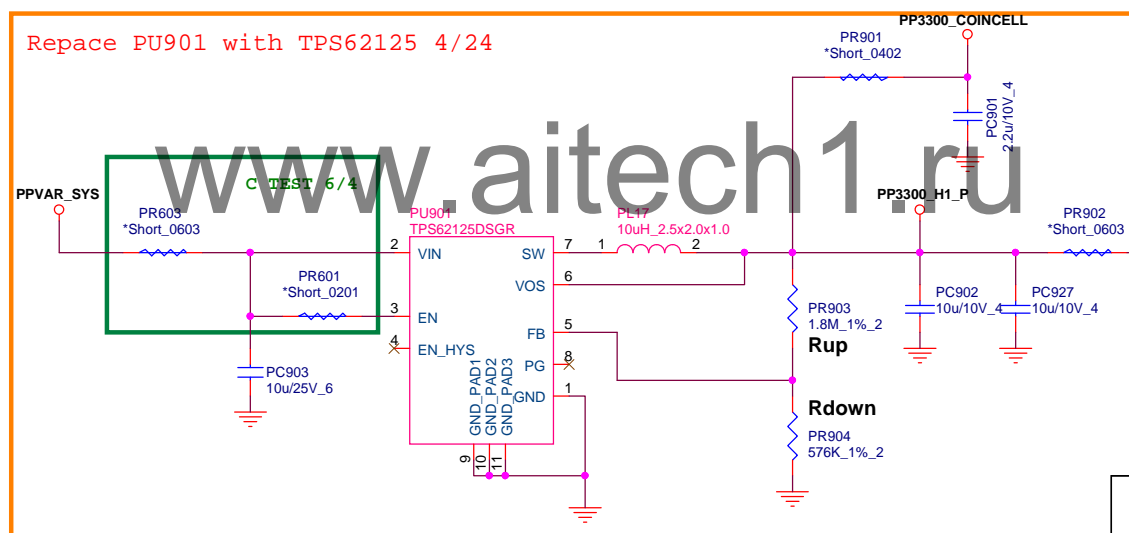 Repace PU901 with TPS62125 4/24
PP3300_COINCELL
PR901
*Short_0402
PC901
2.2u/10V_4
www.aitech1.ru
C TEST 6/4
PPVAR_SYS
PR603
*Short_0603
PR601
*Short_0201
PC903
10u/25V_6
PU901
TPS62125DSGR
2
VIN
3
EN
4
EN_HYS
SW
7
VOS
6
FB
5
PG
8
GND
1
GND_PAD1
GND_PAD2
GND_PAD3
9
10
11
PL17
10uH_2.5x2.0x1.0
1
2
PP3300_H1_P
PR902
*Short_0603
PR903
1.8M_1%_2
Rup
PC902
10u/10V_4
PC927
10u/10V_4
Rdown
PR904
576K_1%_2